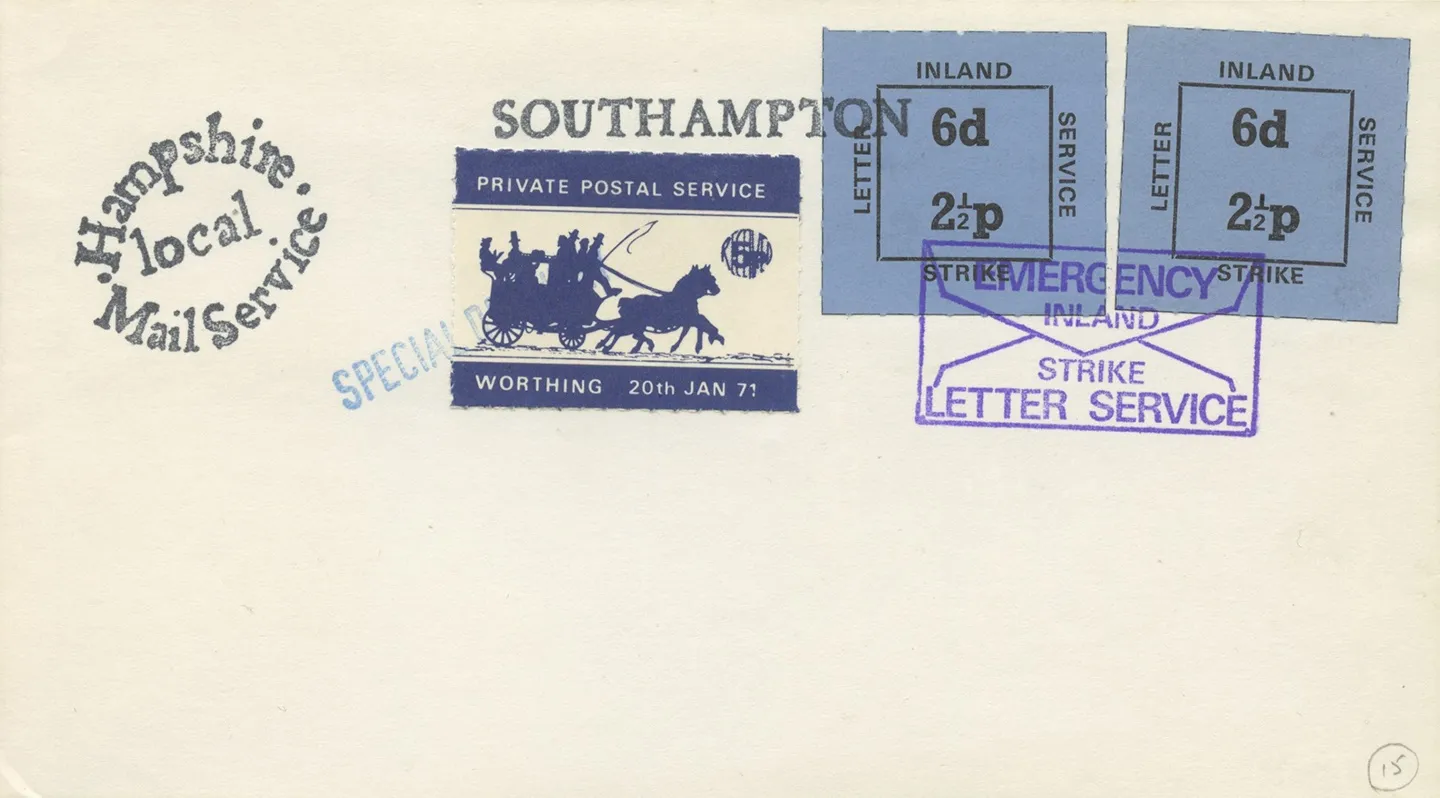 Hampshire
local
Mail Service
SOUTHAMPTON
SPECIAL
PRIVATE POSTAL SERVICE
WORTHING 20th JAN 71
INLAND
LETTER
6d
2½p
SERVICE
STRIKE
INLAND
LETTER
6d
2½p
SERVICE
STRIKE
EMERGENCY
INLAND
STRIKE
LETTER SERVICE
15